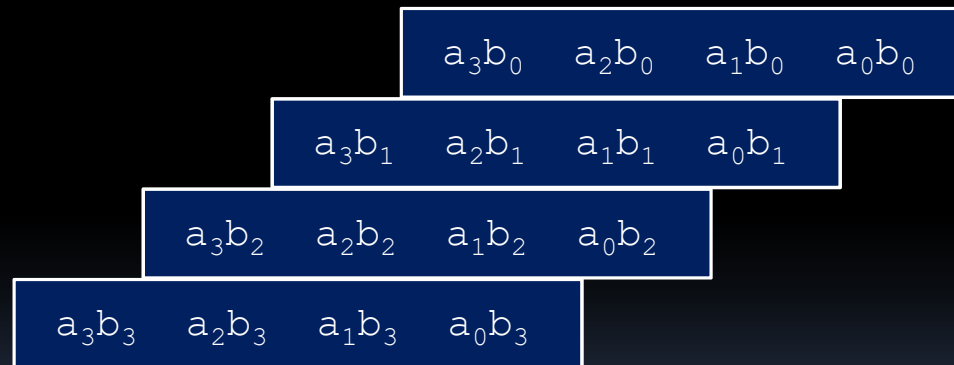 a₃b₀ a₂b₀ a₁b₀ a₀b₀
a₃b₁ a₂b₁ a₁b₁ a₀b₁
a₃b₂ a₂b₂ a₁b₂ a₀b₂
a₃b₃ a₂b₃ a₁b₃ a₀b₃